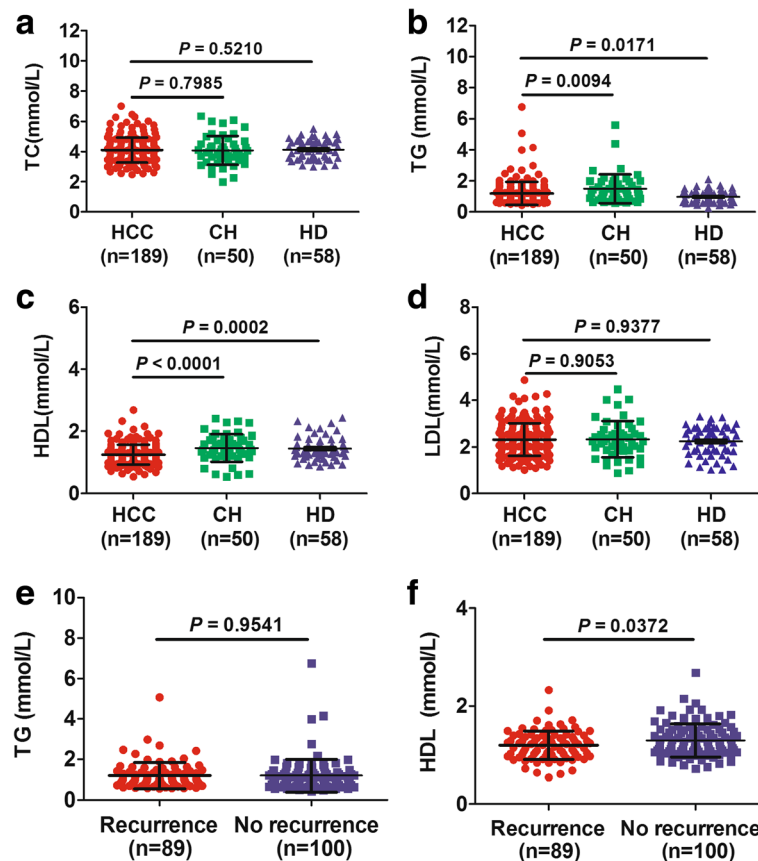 a
TC(mmol/L)
12
10
8
6
4
2
0
P = 0.5210
P = 0.7985
HCC CH HD
(n=189) (n=50) (n=58)
b
TG (mmol/L)
12
10
8
6
4
2
0
P = 0.0171
P = 0.0094
HCC CH HD
(n=189) (n=50) (n=58)
c
HDL(mmol/L)
6
4
2
0
P = 0.0002
P < 0.0001
HCC CH HD
(n=189) (n=50) (n=58)
d
LDL(mmol/L)
8
6
4
2
0
P = 0.9377
P = 0.9053
HCC CH HD
(n=189) (n=50) (n=58)
e
TG (mmol/L)
10
8
6
4
2
0
P = 0.9541
Recurrence No recurrence
(n=89) (n=100)
f
HDL (mmol/L)
4
2
0
P = 0.0372
Recurrence No recurrence
(n=89) (n=100)